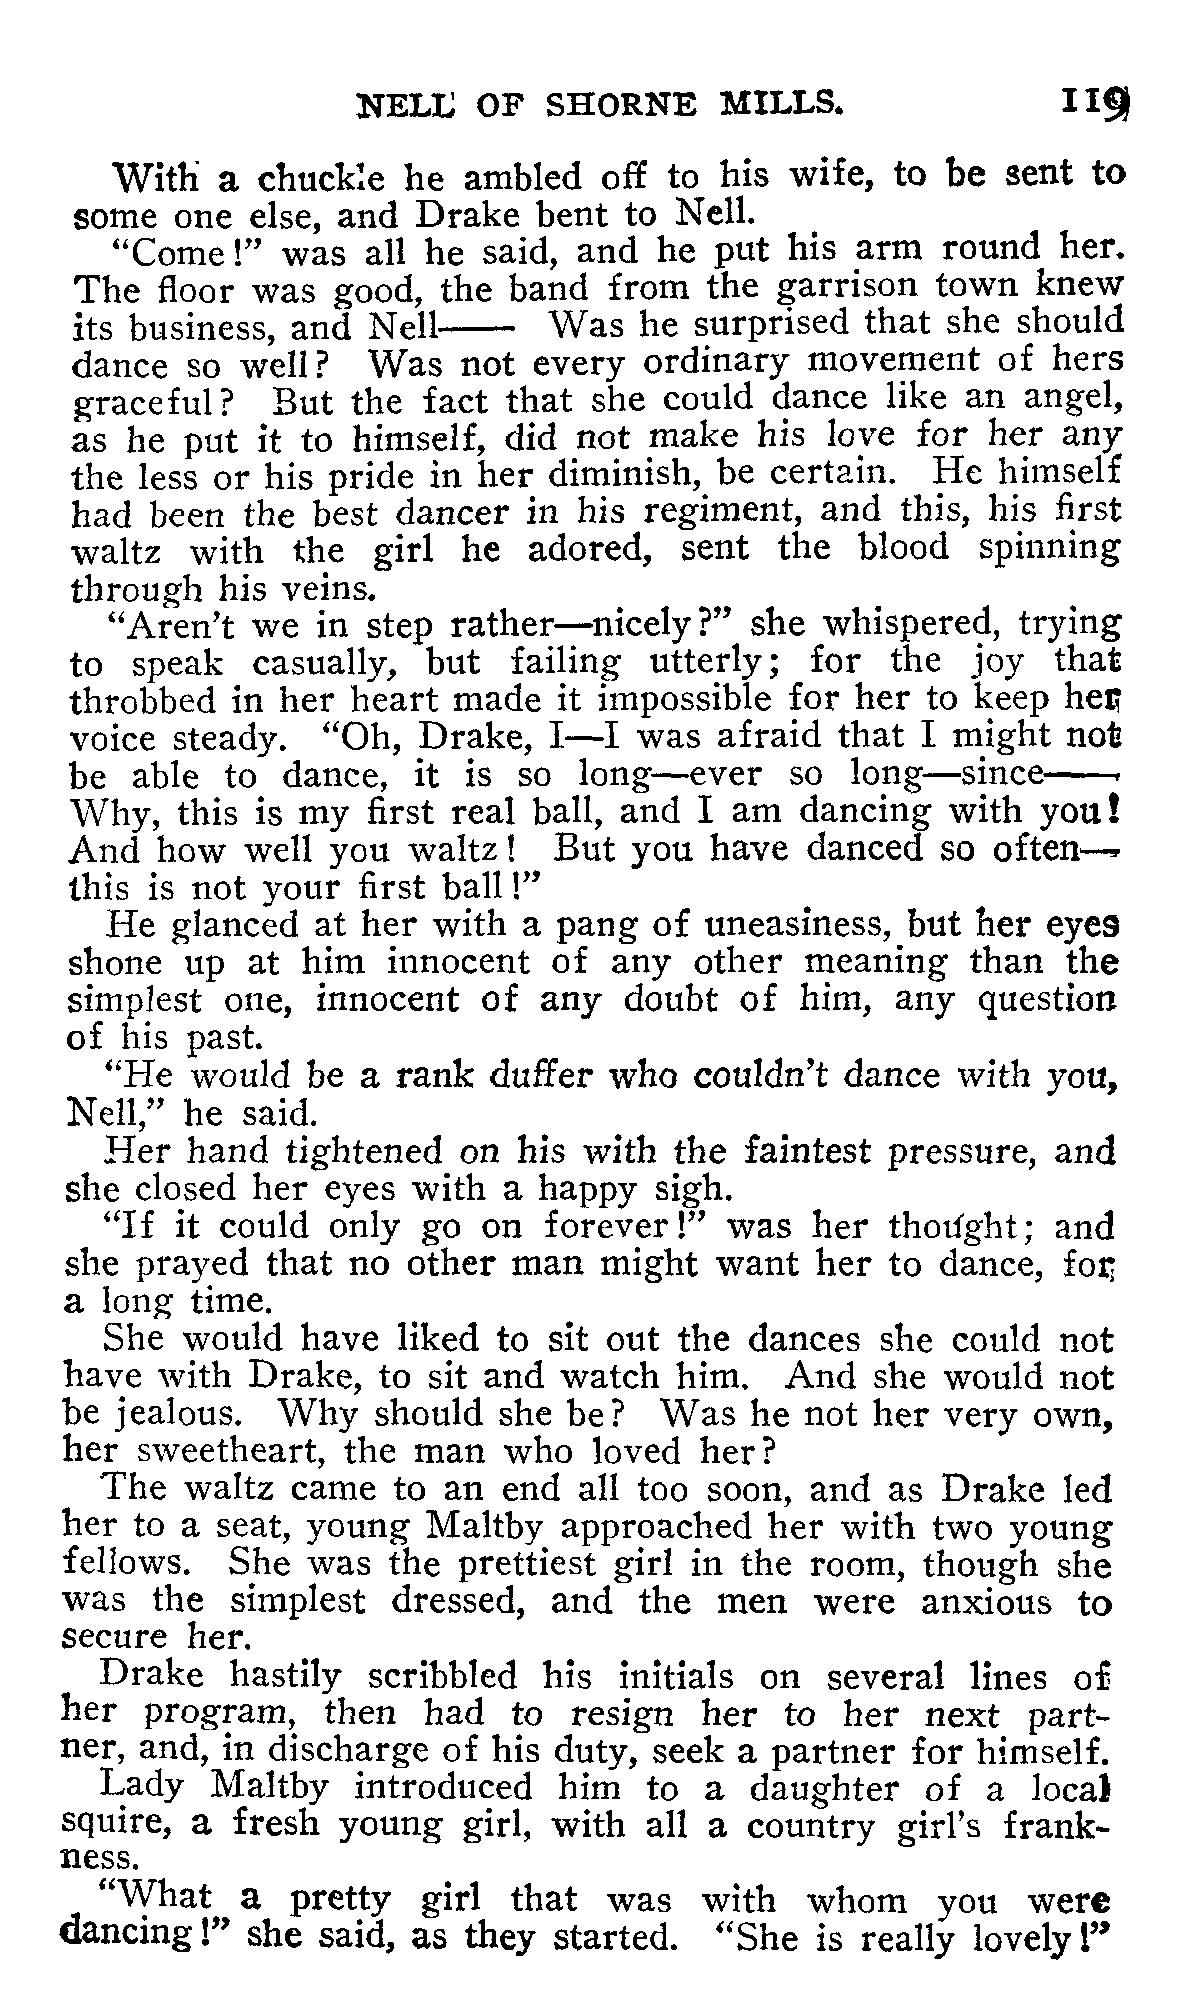 NELL OF SHORNE MILLS. 119
With a chuckle he ambled off to his wife, to be sent to
some one else, and Drake bent to Nell.
"Come!" was all he said, and he put his arm round her.
The floor was good, the band from the garrison town knew
its business, and Nell—— Was he surprised that she should
dance so well? Was not every ordinary movement of hers
graceful? But the fact that she could dance like an angel,
as he put it to himself, did not make his love for her any
the less or his pride in her diminish, be certain. He himself
had been the best dancer in his regiment, and this, his first
waltz with the girl he adored, sent the blood spinning
through his veins.
"Aren't we in step rather—nicely?" she whispered, trying
to speak casually, but failing utterly; for the joy that
throbbed in her heart made it impossible for her to keep her
voice steady. "Oh, Drake, I—I was afraid that I might not
be able to dance, it is so long—ever so long—since——
Why, this is my first real ball, and I am dancing with you!
And how well you waltz! But you have danced so often—
this is not your first ball!"
He glanced at her with a pang of uneasiness, but her eyes
shone up at him innocent of any other meaning than the
simplest one, innocent of any doubt of him, any question
of his past.
"He would be a rank duffer who couldn't dance with you,
Nell," he said.
Her hand tightened on his with the faintest pressure, and
she closed her eyes with a happy sigh.
"If it could only go on forever!" was her thought; and
she prayed that no other man might want her to dance, for
a long time.
She would have liked to sit out the dances she could not
have with Drake, to sit and watch him. And she would not
be jealous. Why should she be? Was he not her very own,
her sweetheart, the man who loved her?
The waltz came to an end all too soon, and as Drake led
her to a seat, young Maltby approached her with two young
fellows. She was the prettiest girl in the room, though she
was the simplest dressed, and the men were anxious to
secure her.
Drake hastily scribbled his initials on several lines of
her program, then had to resign her to her next part-
ner, and, in discharge of his duty, seek a partner for himself.
Lady Maltby introduced him to a daughter of a local
squire, a fresh young girl, with all a country girl's frank-
ness.
"What a pretty girl that was with whom you were
dancing!" she said, as they started. "She is really lovely!"